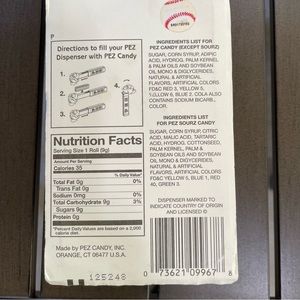 P
Directions to fill your PEZ
Dispenser with PEZ Candy
1.
2.
3.
4.
Nutrition Facts
Serving Size 1 Roll (9g)
Amount Per Serving
Calories 35
% Daily Value*
Total Fat 0g 0%
Trans Fat 0g
Sodium 0mg 0%
Total Carbohydrate 9g 3%
Sugars 9g
Protein 0g
*Percent Daily Values are based on a 2,000
calorie diet.
Made by PEZ CANDY, INC.
ORANGE, CT 06477 U.S.A.
125248
INGREDIENTS LIST FOR
PEZ CANDY (EXCEPT SOURZ)
SUGAR, CORN SYRUP, ADIPIC
ACID, HYDROG. PALM KERNEL
& PALM OILS AND SOYBEAN
OIL MONO & DIGLYCERIDES,
NATURAL & ARTIFICIAL
FLAVORS, ARTIFICIAL COLORS
FD&C RED 3, YELLOW 5,
YELLOW 6, BLUE 2. COLA ALSO
CONTAINS SODIUM BICARB.,
COLOR.
INGREDIENTS LIST FOR
PEZ SOURZ CANDY
SUGAR, CORN SYRUP, CITRIC
ACID, MALIC ACID, TARTARIC
ACID, HYDROG. COTTONSEED,
PALM KERNEL, PALM &
SOYBEAN OILS AND SOYBEAN
OIL MONO & DIGLYCERIDES,
NATURAL & ARTIFICIAL
FLAVORS, ARTIFICIAL COLORS
YELLOW 5, BLUE 1, RED
40, GREEN 3.
DISPENSER MARKED TO
INDICATE COUNTRY OF ORIGIN
AND LICENSED ©
0 73621 09967 8